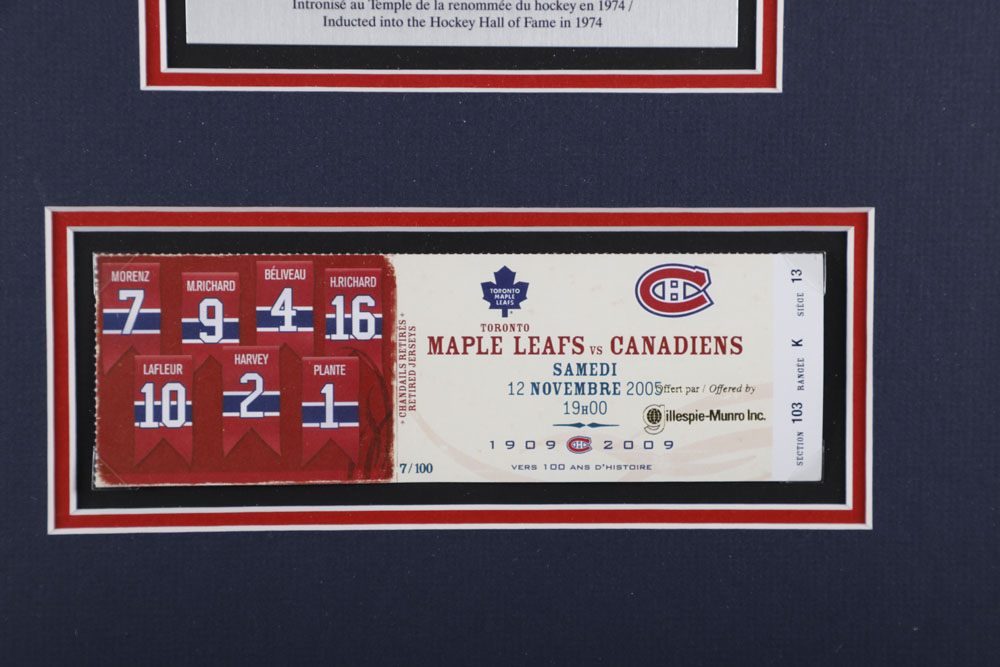 Intronisé au Temple de la renommée du hockey en 1974 /
Inducted into the Hockey Hall of Fame in 1974
MORENZ
7
M.RICHARD
9
BÉLIVEAU
4
H.RICHARD
16
LAFLEUR
10
HARVEY
2
PLANTE
1
CHANDAILS RETIRÉS
RETIRED JERSEYS
7/100
TORONTO
MAPLE
LEAFS
CH
TORONTO
MAPLE LEAFS VS CANADIENS
SAMEDI
12 NOVEMBRE 2005
19H00
Offert par / Offered by
Gillespie-Munro Inc.
1909 CH 2009
VERS 100 ANS D'HISTOIRE
SECTION 103 RANGÉE K SIÈGE 13